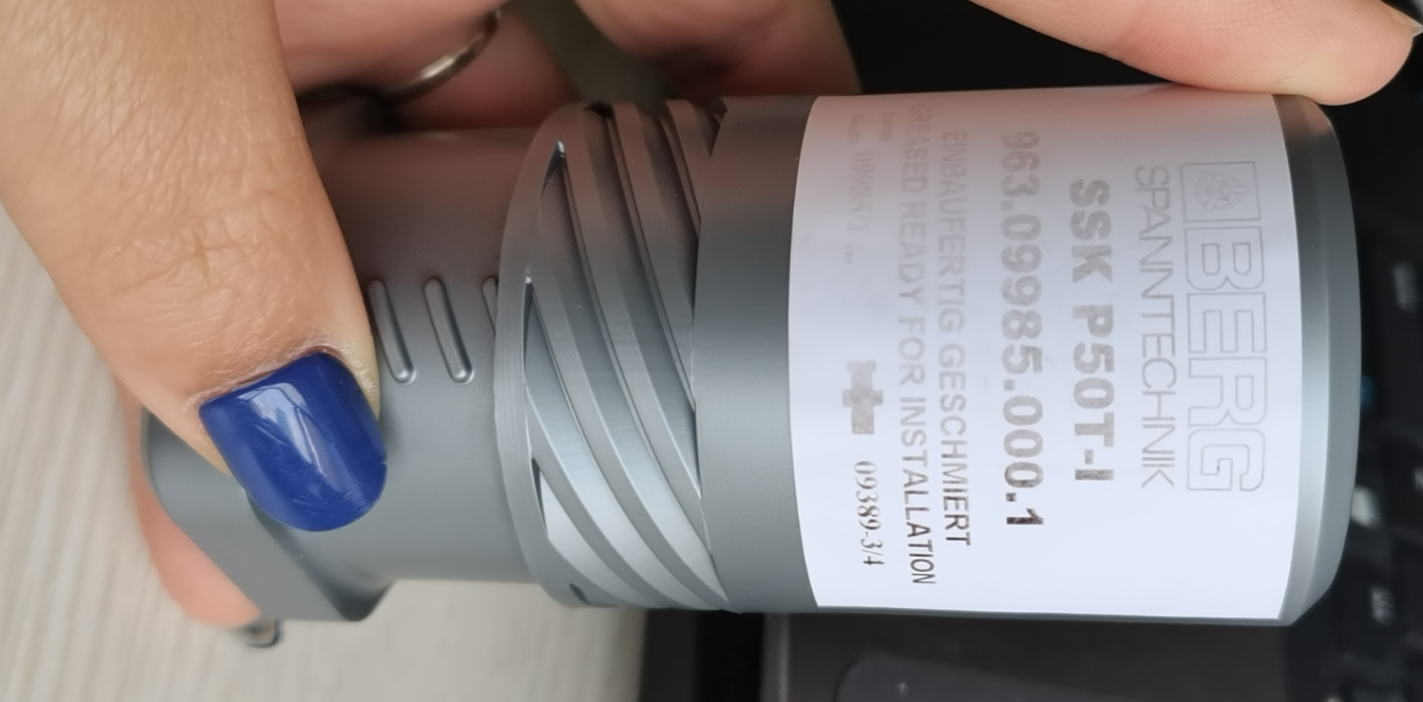 BERG
SPANNTECHNIK
SSK P50T-I
963.09985.000.1
EINBAUFERTIG GESCHMIERT
GREASED READY FOR INSTALLATION
09389-3/4